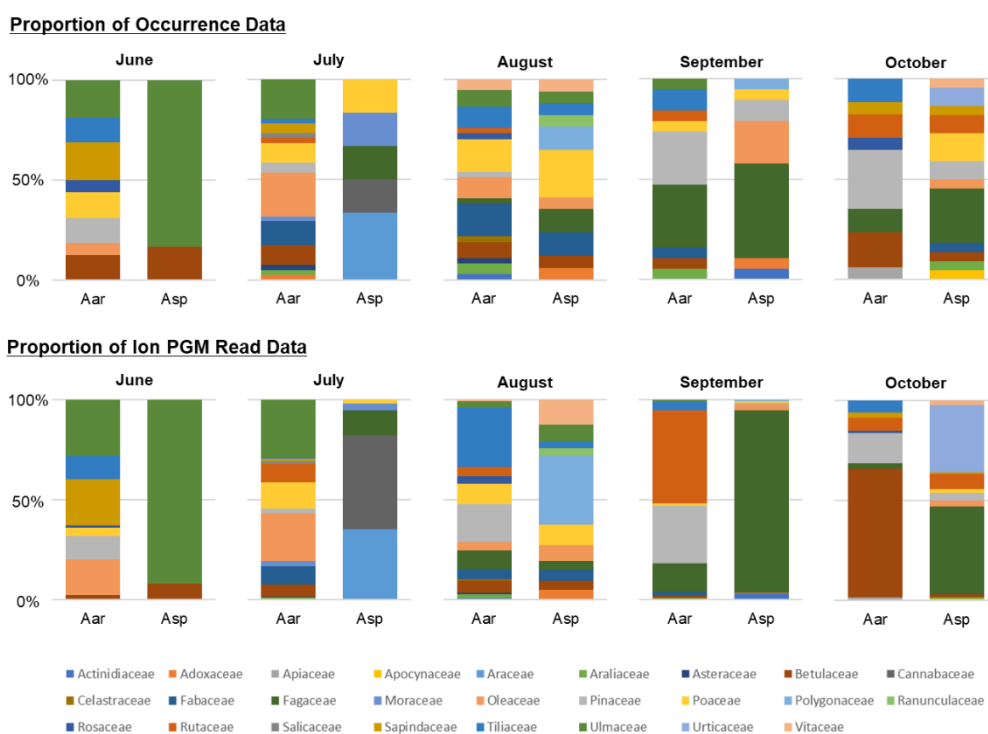 Proportion of Occurrence Data
June July August September October
100%
50%
0%
Aar Asp Aar Asp Aar Asp Aar Asp Aar Asp
Proportion of Ion PGM Read Data
June July August September October
100%
50%
0%
Aar Asp Aar Asp Aar Asp Aar Asp Aar Asp
Actinidiaceae Adoxaceae Apiaceae Apocynaceae Araceae Araliaceae Asteraceae Betulaceae Cannabaceae
Celastraceae Fabaceae Fagaceae Moraceae Oleaceae Pinaceae Poaceae Polygonaceae Ranunculaceae
Rosaceae Rutaceae Salicaceae Sapindaceae Tiliaceae Ulmaceae Urticaceae Vitaceae